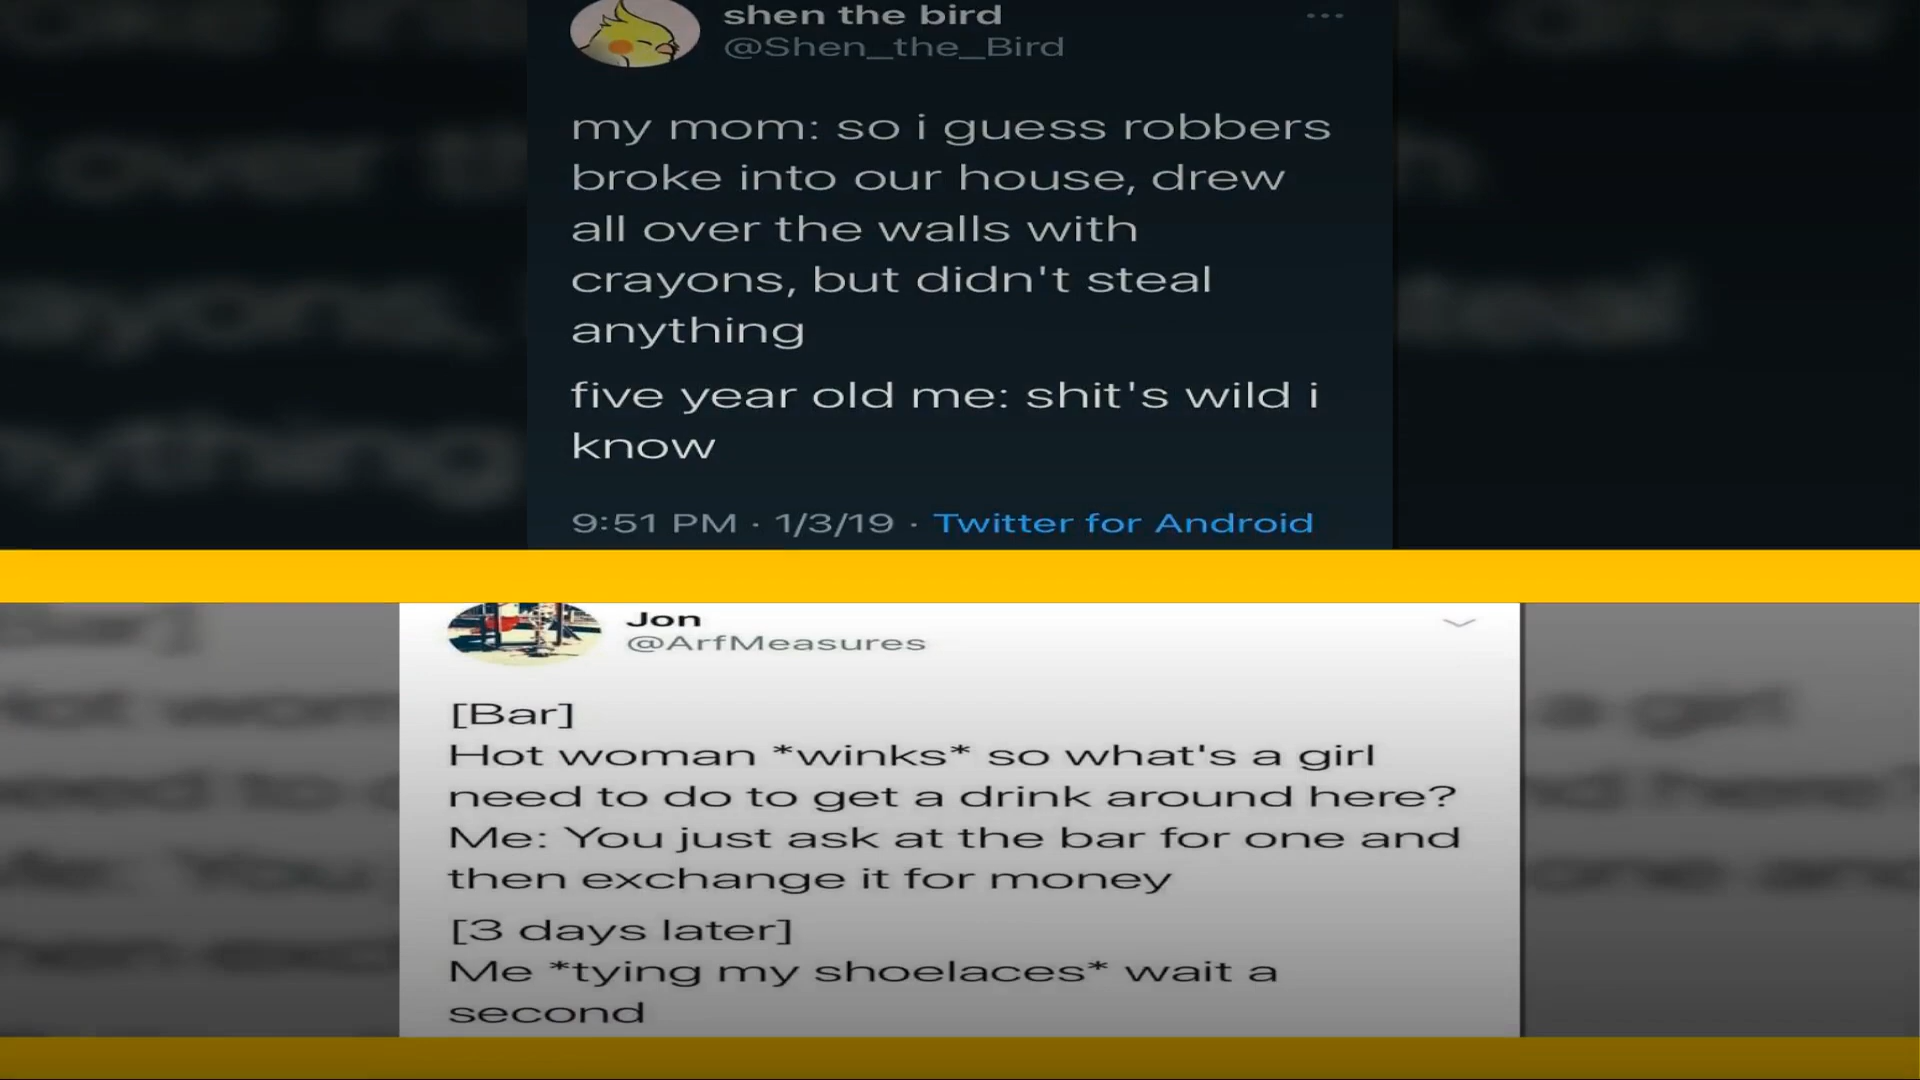 shen the bird
@Shen_the_Bird
my mom: so i guess robbers
broke into our house, drew
all over the walls with
crayons, but didn't steal
anything
five year old me: shit's wild i
know
9:51 PM · 1/3/19 · Twitter for Android
Jon
@ArfMeasures
[Bar]
Hot woman *winks* so what's a girl
need to do to get a drink around here?
Me: You just ask at the bar for one and
then exchange it for money
[3 days later]
Me *tying my shoelaces* wait a
second